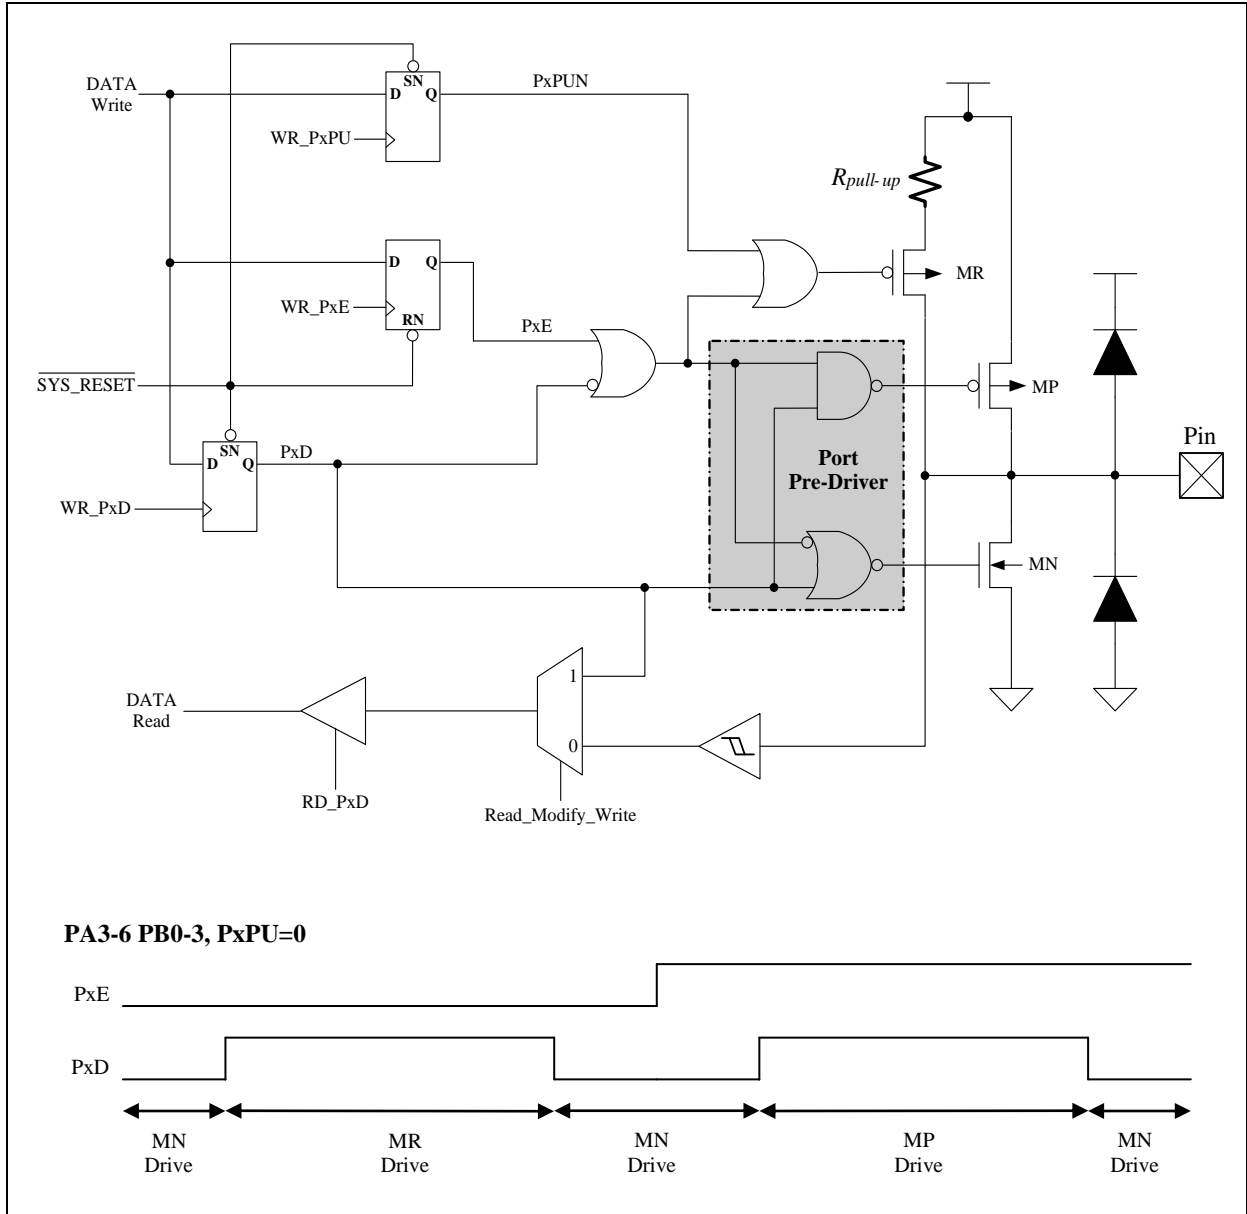 DATA
Write
SN
D
Q
PxPUN
WR_PxPU
Rpull-up
D
Q
WR_PxE
RN
PxE
MR
SYS_RESET
MP
SN
D
Q
PxD
WR_PxD
Port
Pre-Driver
Pin
MN
1
0
DATA
Read
RD_PxD
Read_Modify_Write
PA3-6 PB0-3, PxPU=0
PxE
PxD
MN
Drive
MR
Drive
MN
Drive
MP
Drive
MN
Drive